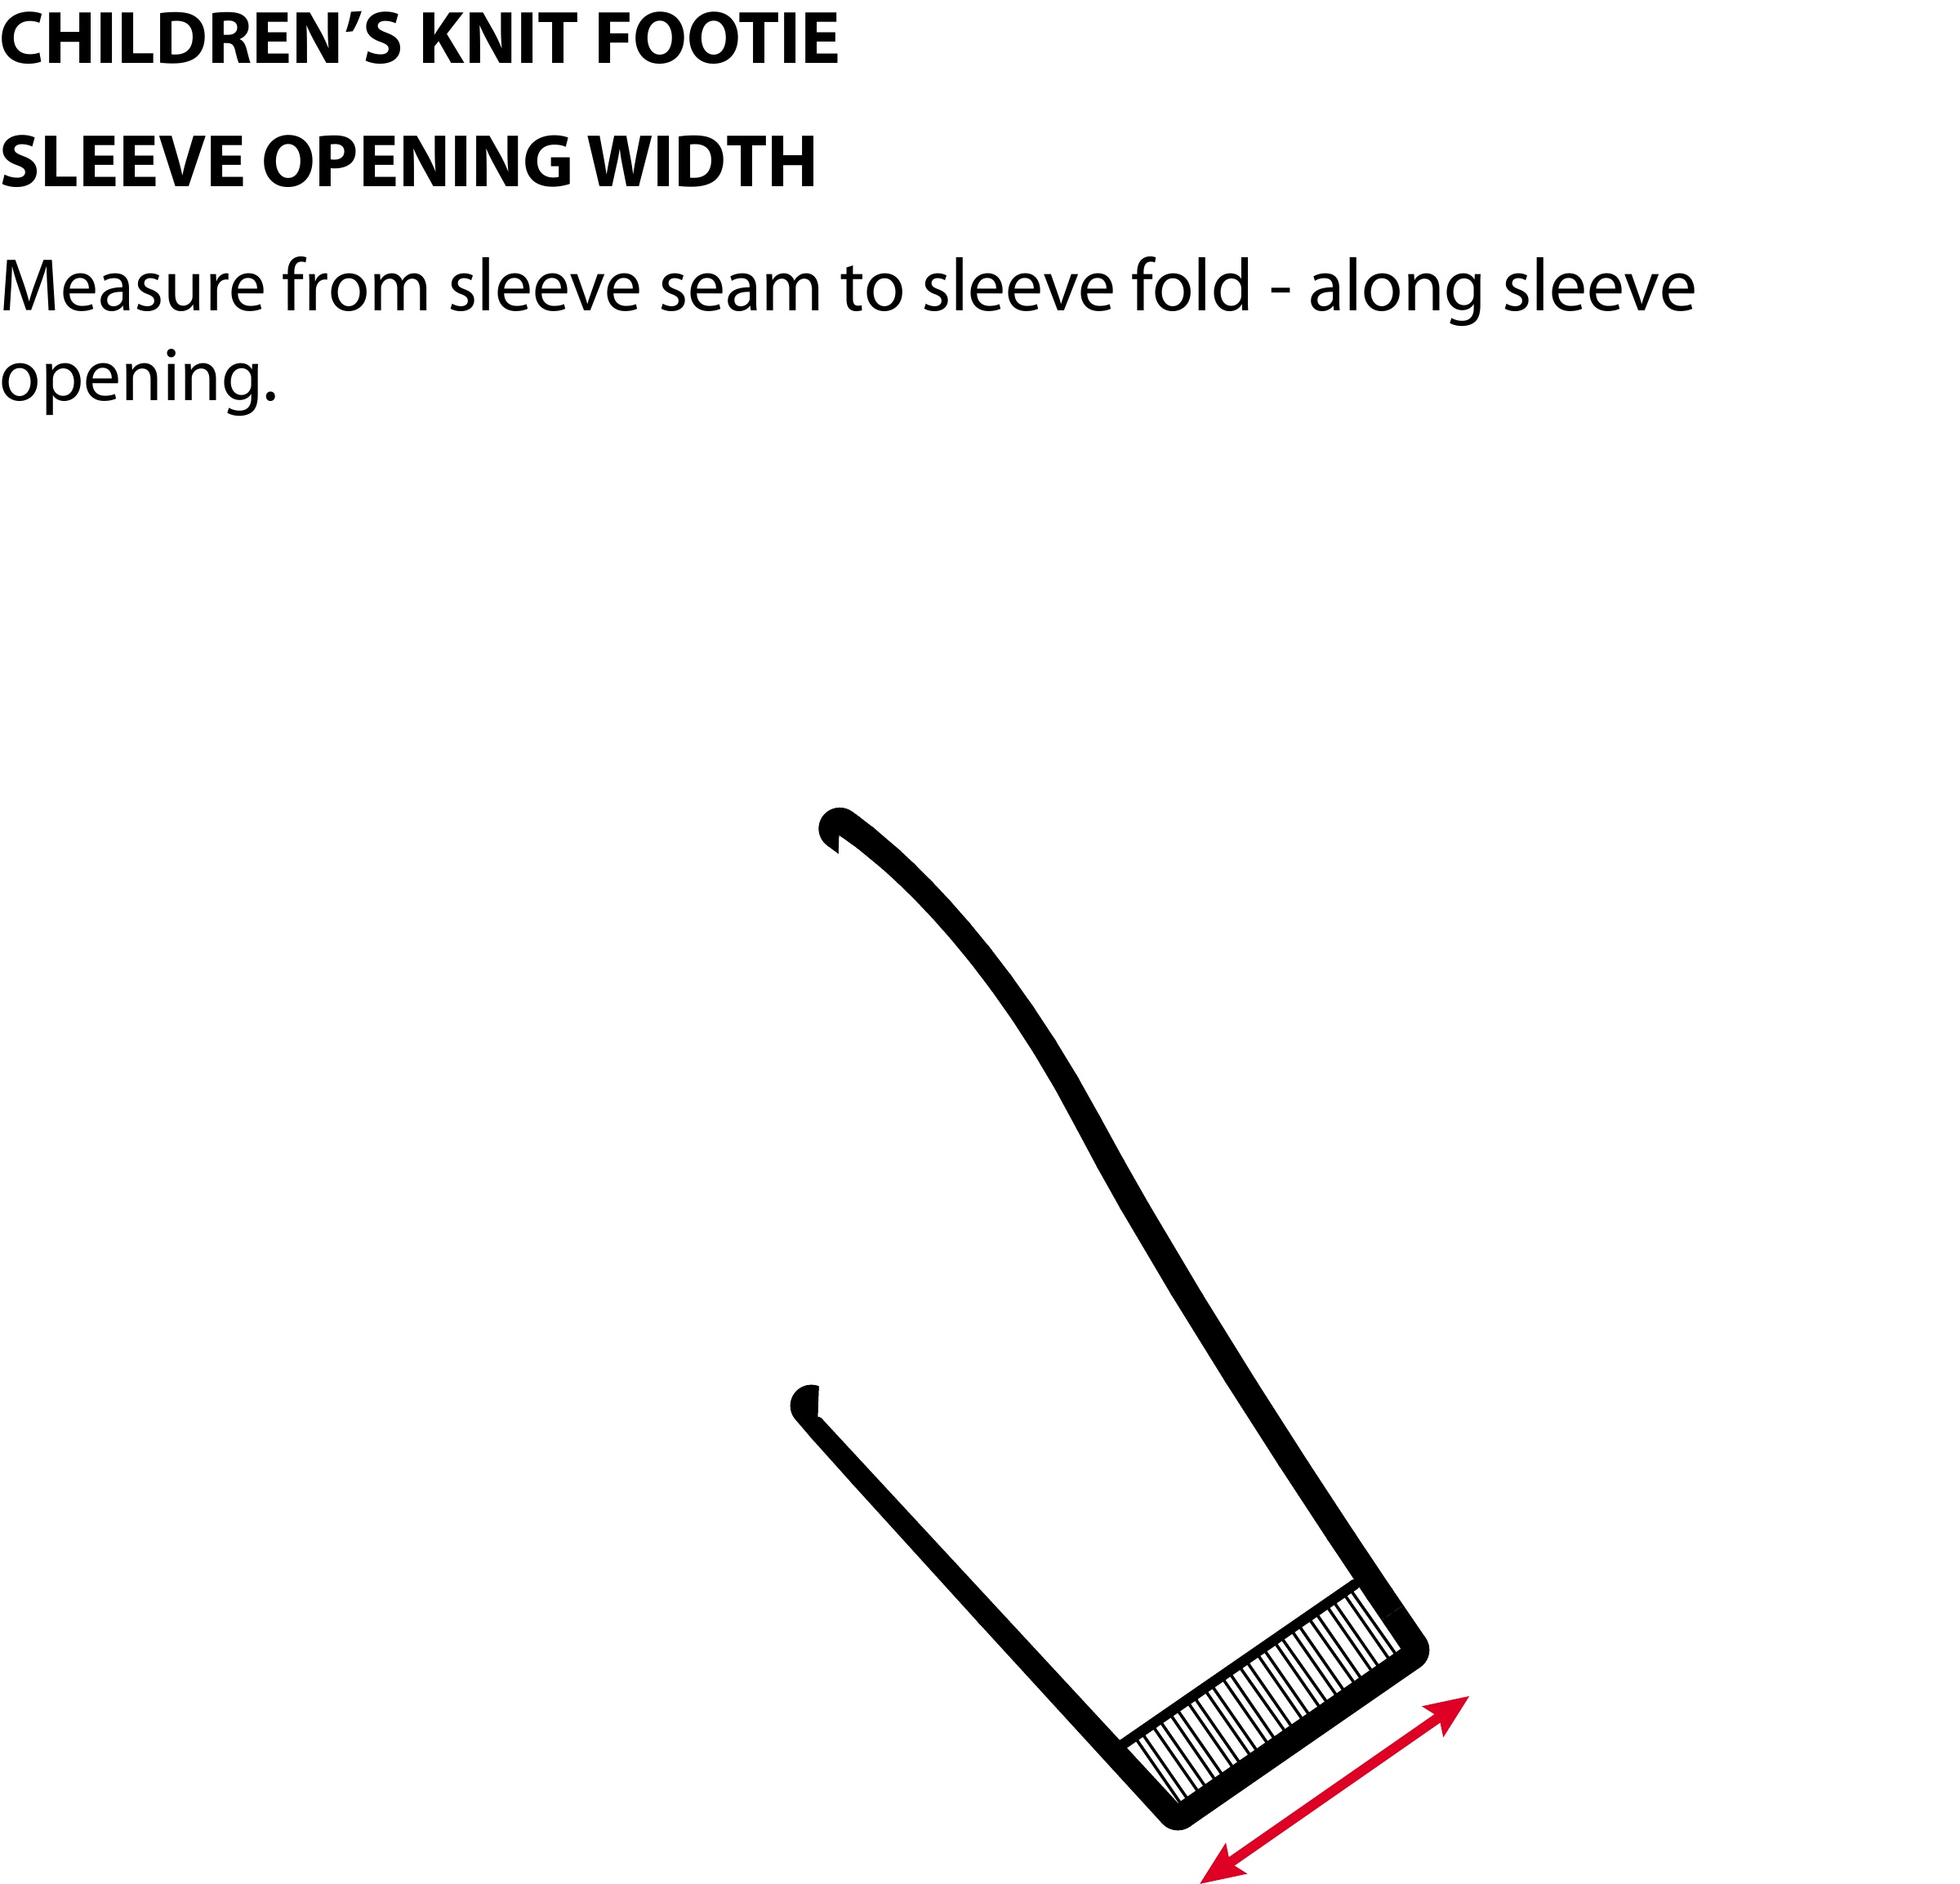 CHILDREN’S KNIT FOOTIE
SLEEVE OPENING WIDTH
Measure from sleeve seam to sleeve fold - along sleeve
opening.